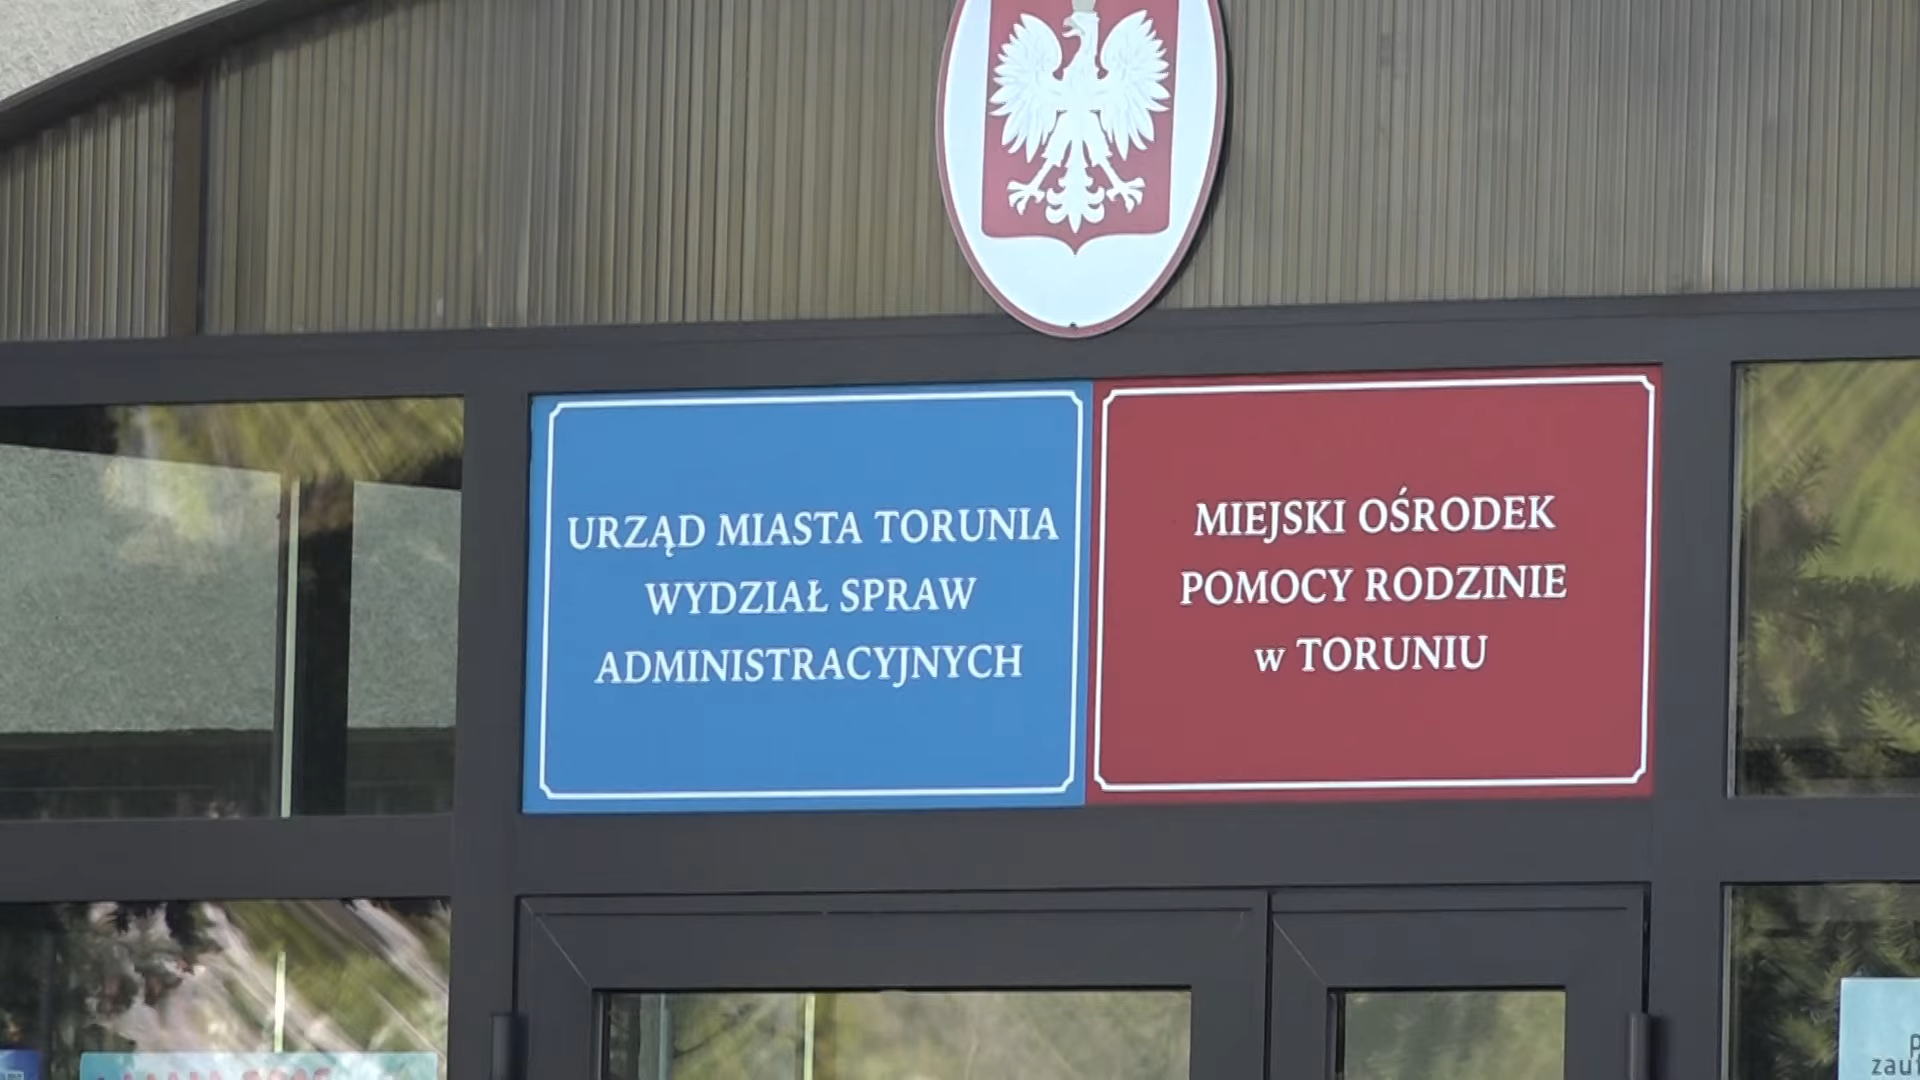 URZĄD MIASTA TORUNIA
WYDZIAŁ SPRAW
ADMINISTRACYJNYCH
MIEJSKI OŚRODEK
POMOCY RODZINIE
w TORUNIU